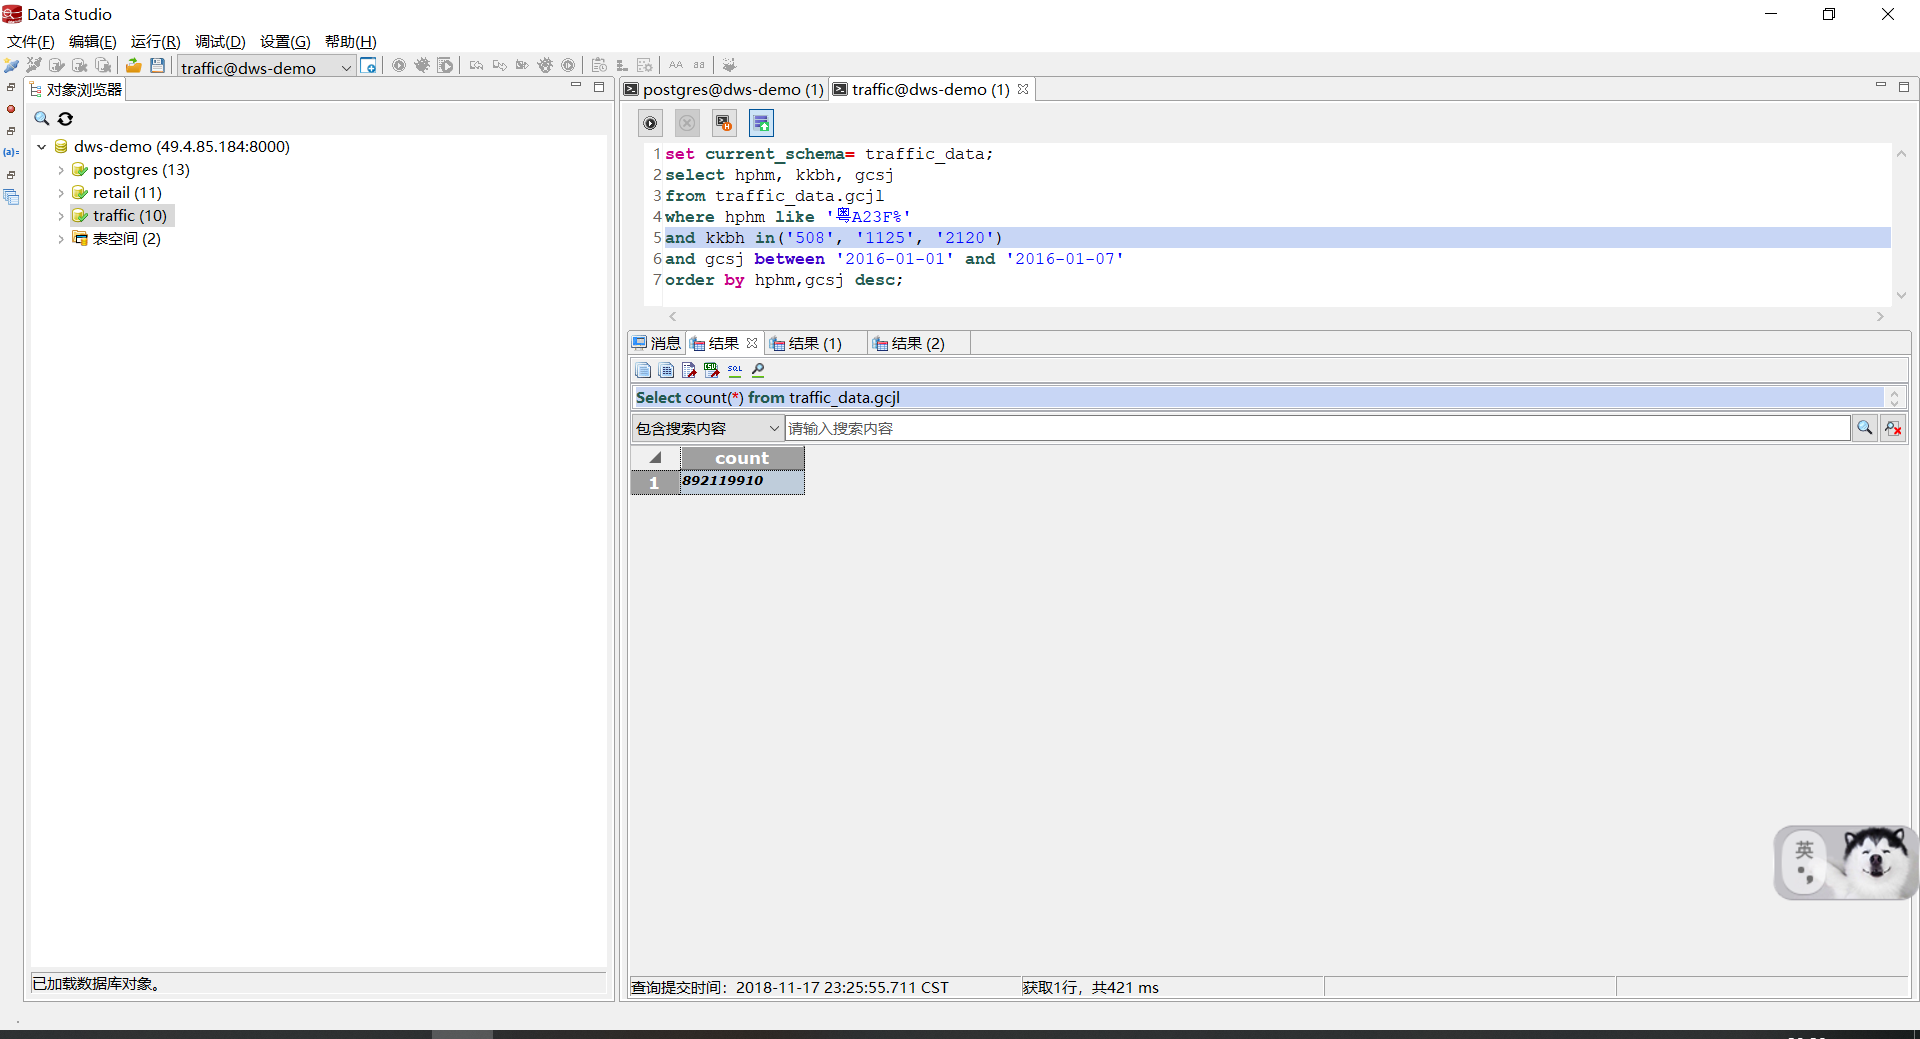 Data Studio
文件(F) 编辑(E) 运行(R) 调试(D) 设置(G) 帮助(H)
traffic@dws-demo
对象浏览器
dws-demo (49.4.85.184:8000)
postgres (13)
retail (11)
traffic (10)
表空间 (2)
已加载数据库对象。
postgres@dws-demo (1) traffic@dws-demo (1)
1 set current_schema= traffic_data;
2 select hphm, kkbh, gcsj
3 from traffic_data.gcjl
4 where hphm like '粤A23F%'
5 and kkbh in('508', '1125', '2120')
6 and gcsj between '2016-01-01' and '2016-01-07'
7 order by hphm,gcsj desc;
消息 结果 结果 (1) 结果 (2)
SQL
Select count(*) from traffic_data.gcjl
包含搜索内容 请输入搜索内容
count
1 892119910
英
查询提交时间: 2018-11-17 23:25:55.711 CST 获取1行，共421 ms